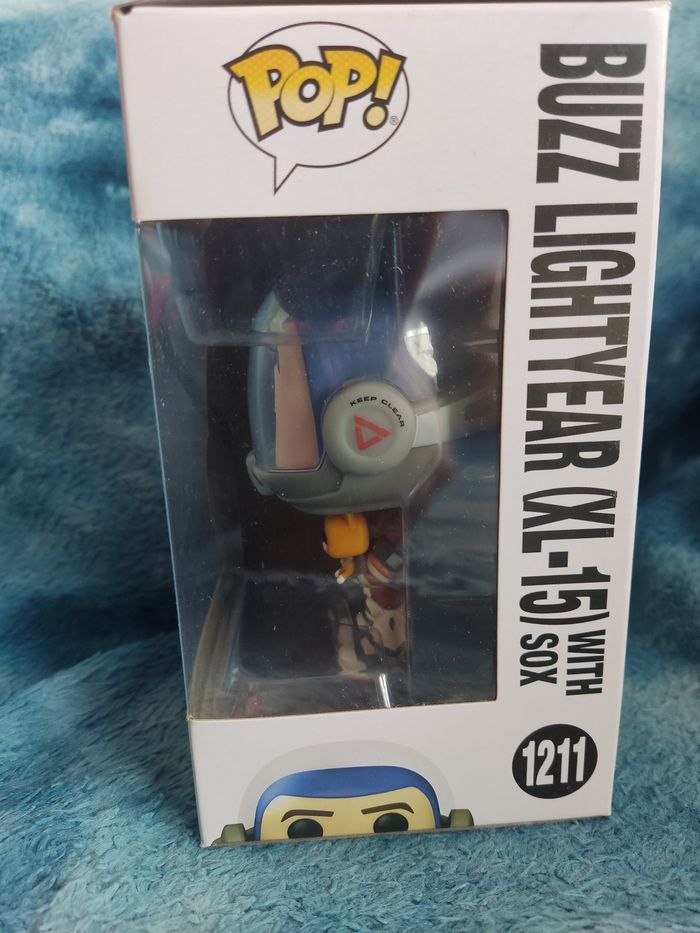 POP!
®
BUZZ LIGHTYEAR (XL-15) WITH
SOX
KEEP CLEAR
1211